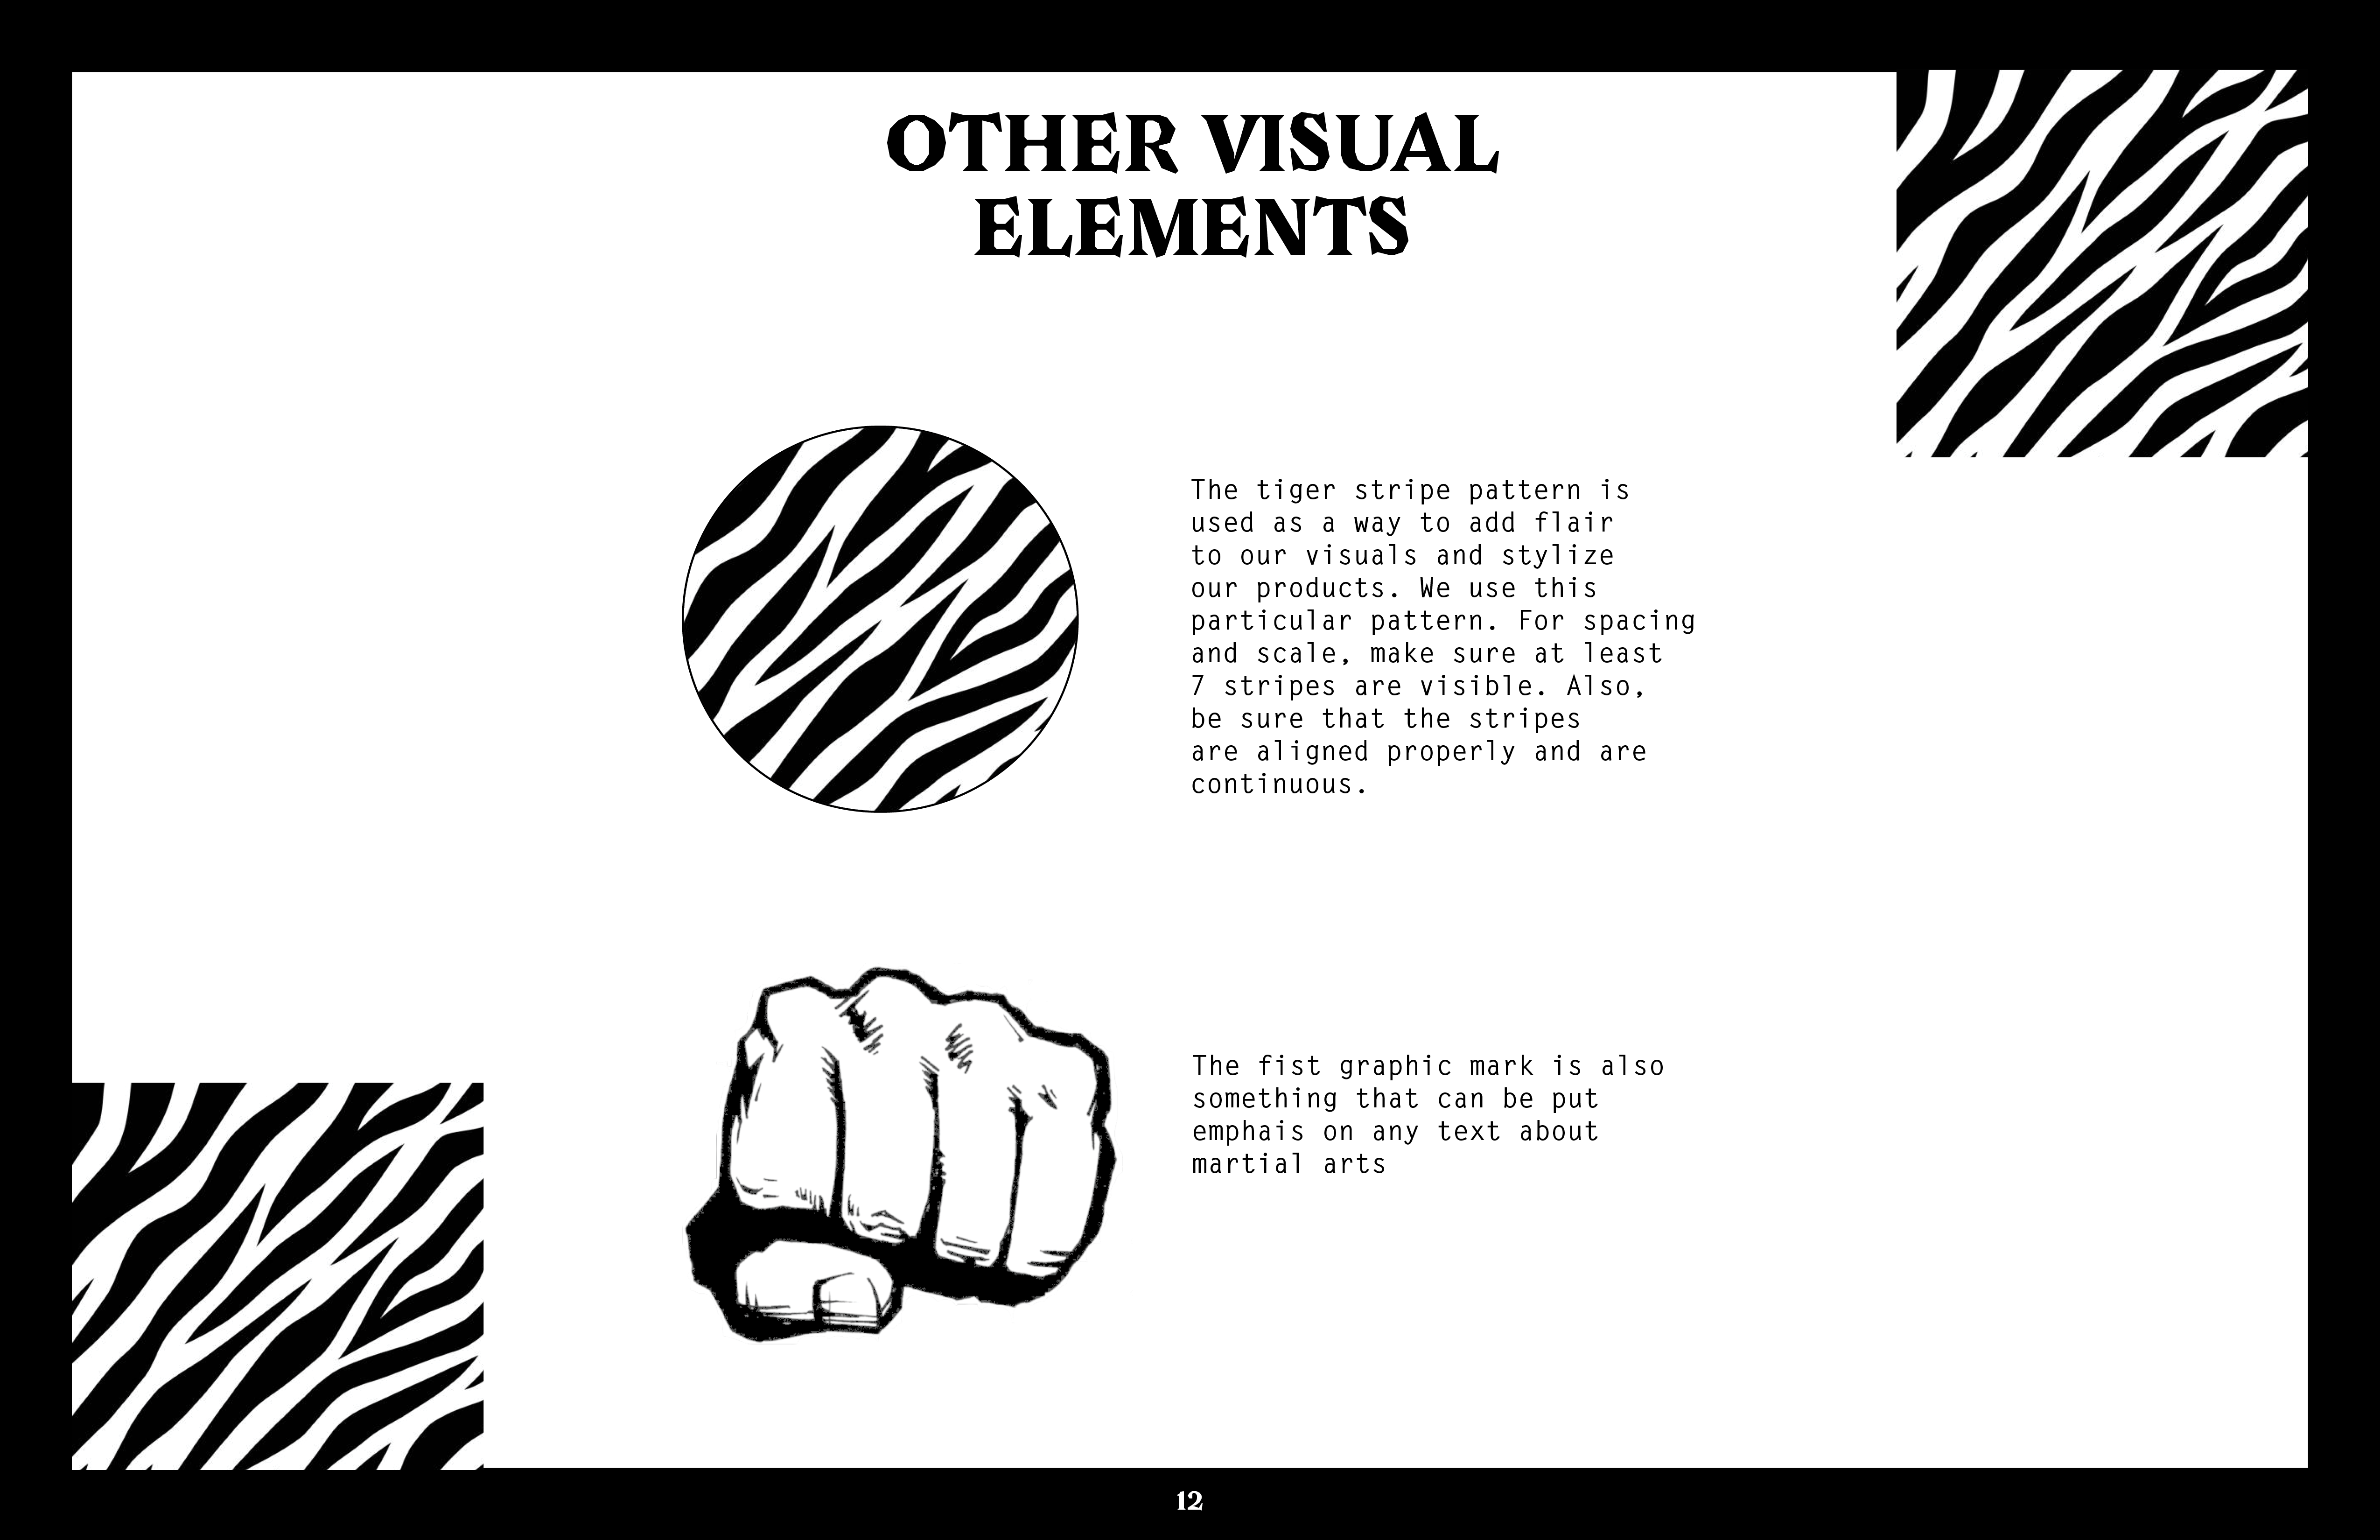 OTHER VISUAL
ELEMENTS
The tiger stripe pattern is
used as a way to add flair
to our visuals and stylize
our products. We use this
particular pattern. For spacing
and scale, make sure at least
7 stripes are visible. Also,
be sure that the stripes
are aligned properly and are
continuous.
The fist graphic mark is also
something that can be put
emphais on any text about
martial arts
12